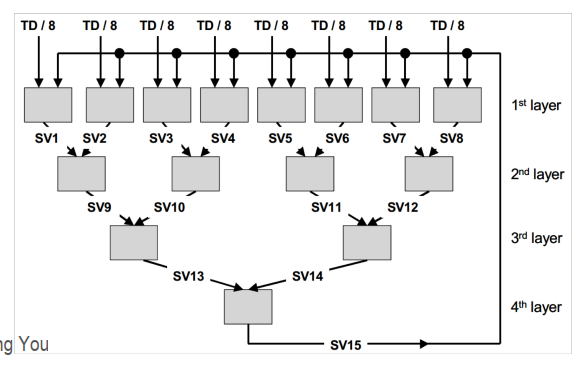 TD / 8 TD / 8 TD / 8 TD / 8 TD / 8 TD / 8 TD / 8 TD / 8
1st layer
SV1 SV2 SV3 SV4 SV5 SV6 SV7 SV8
2nd layer
SV9 SV10 SV11 SV12
3rd layer
SV13 SV14
4th layer
ng You
SV15